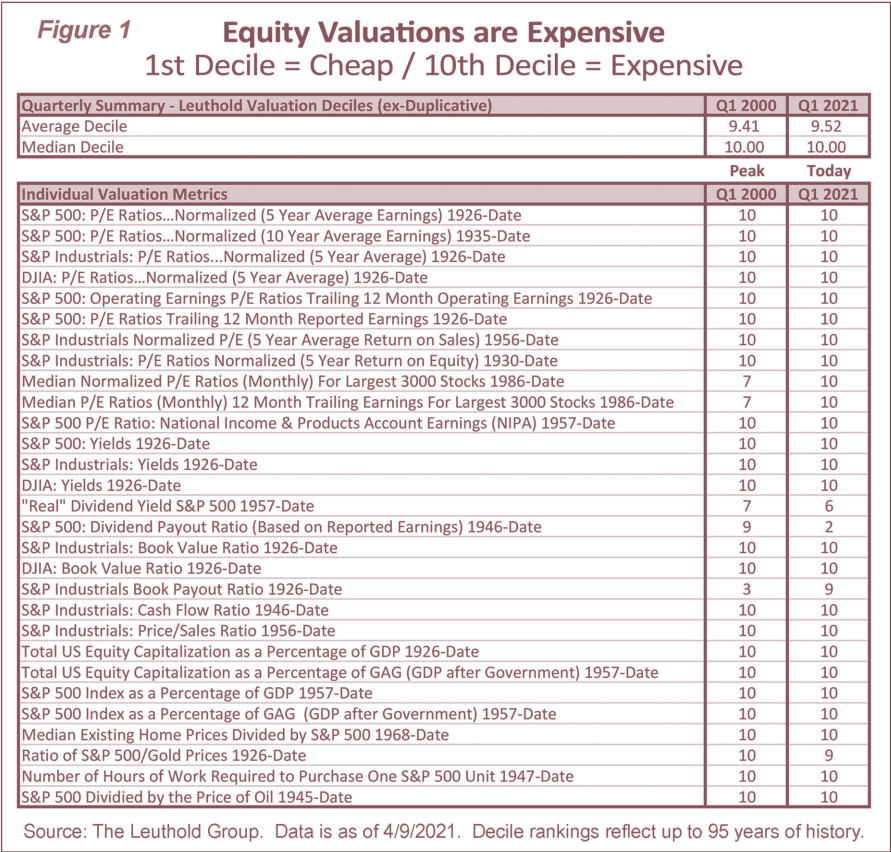 Figure 1
Equity Valuations are Expensive
1st Decile = Cheap / 10th Decile = Expensive
Quarterly Summary - Leuthold Valuation Deciles (ex-Duplicative) Q1 2000 Q1 2021
Average Decile 9.41 9.52
Median Decile 10.00 10.00
Peak Today
Individual Valuation Metrics Q1 2000 Q1 2021
S&P 500: P/E Ratios...Normalized (5 Year Average Earnings) 1926-Date 10 10
S&P 500: P/E Ratios...Normalized (10 Year Average Earnings) 1935-Date 10 10
S&P Industrials: P/E Ratios...Normalized (5 Year Average) 1926-Date 10 10
DJIA: P/E Ratios...Normalized (5 Year Average) 1926-Date 10 10
S&P 500: Operating Earnings P/E Ratios Trailing 12 Month Operating Earnings 1926-Date 10 10
S&P 500: P/E Ratios Trailing 12 Month Reported Earnings 1926-Date 10 10
S&P Industrials Normalized P/E (5 Year Average Return on Sales) 1956-Date 10 10
S&P Industrials: P/E Ratios Normalized (5 Year Return on Equity) 1930-Date 10 10
Median Normalized P/E Ratios (Monthly) For Largest 3000 Stocks 1986-Date 7 10
Median P/E Ratios (Monthly) 12 Month Trailing Earnings For Largest 3000 Stocks 1986-Date 7 10
S&P 500 P/E Ratio: National Income & Products Account Earnings (NIPA) 1957-Date 10 10
S&P 500: Yields 1926-Date 10 10
S&P Industrials: Yields 1926-Date 10 10
DJIA: Yields 1926-Date 10 10
"Real" Dividend Yield S&P 500 1957-Date 7 6
S&P 500: Dividend Payout Ratio (Based on Reported Earnings) 1946-Date 9 2
S&P Industrials: Book Value Ratio 1926-Date 10 10
DJIA: Book Value Ratio 1926-Date 10 10
S&P Industrials Book Payout Ratio 1926-Date 3 9
S&P Industrials: Cash Flow Ratio 1946-Date 10 10
S&P Industrials: Price/Sales Ratio 1956-Date 10 10
Total US Equity Capitalization as a Percentage of GDP 1926-Date 10 10
Total US Equity Capitalization as a Percentage of GAG (GDP after Government) 1957-Date 10 10
S&P 500 Index as a Percentage of GDP 1957-Date 10 10
S&P 500 Index as a Percentage of GAG (GDP after Government) 1957-Date 10 10
Median Existing Home Prices Divided by S&P 500 1968-Date 10 10
Ratio of S&P 500/Gold Prices 1926-Date 10 9
Number of Hours of Work Required to Purchase One S&P 500 Unit 1947-Date 10 10
S&P 500 Dividied by the Price of Oil 1945-Date 10 10
Source: The Leuthold Group. Data is as of 4/9/2021. Decile rankings reflect up to 95 years of history.